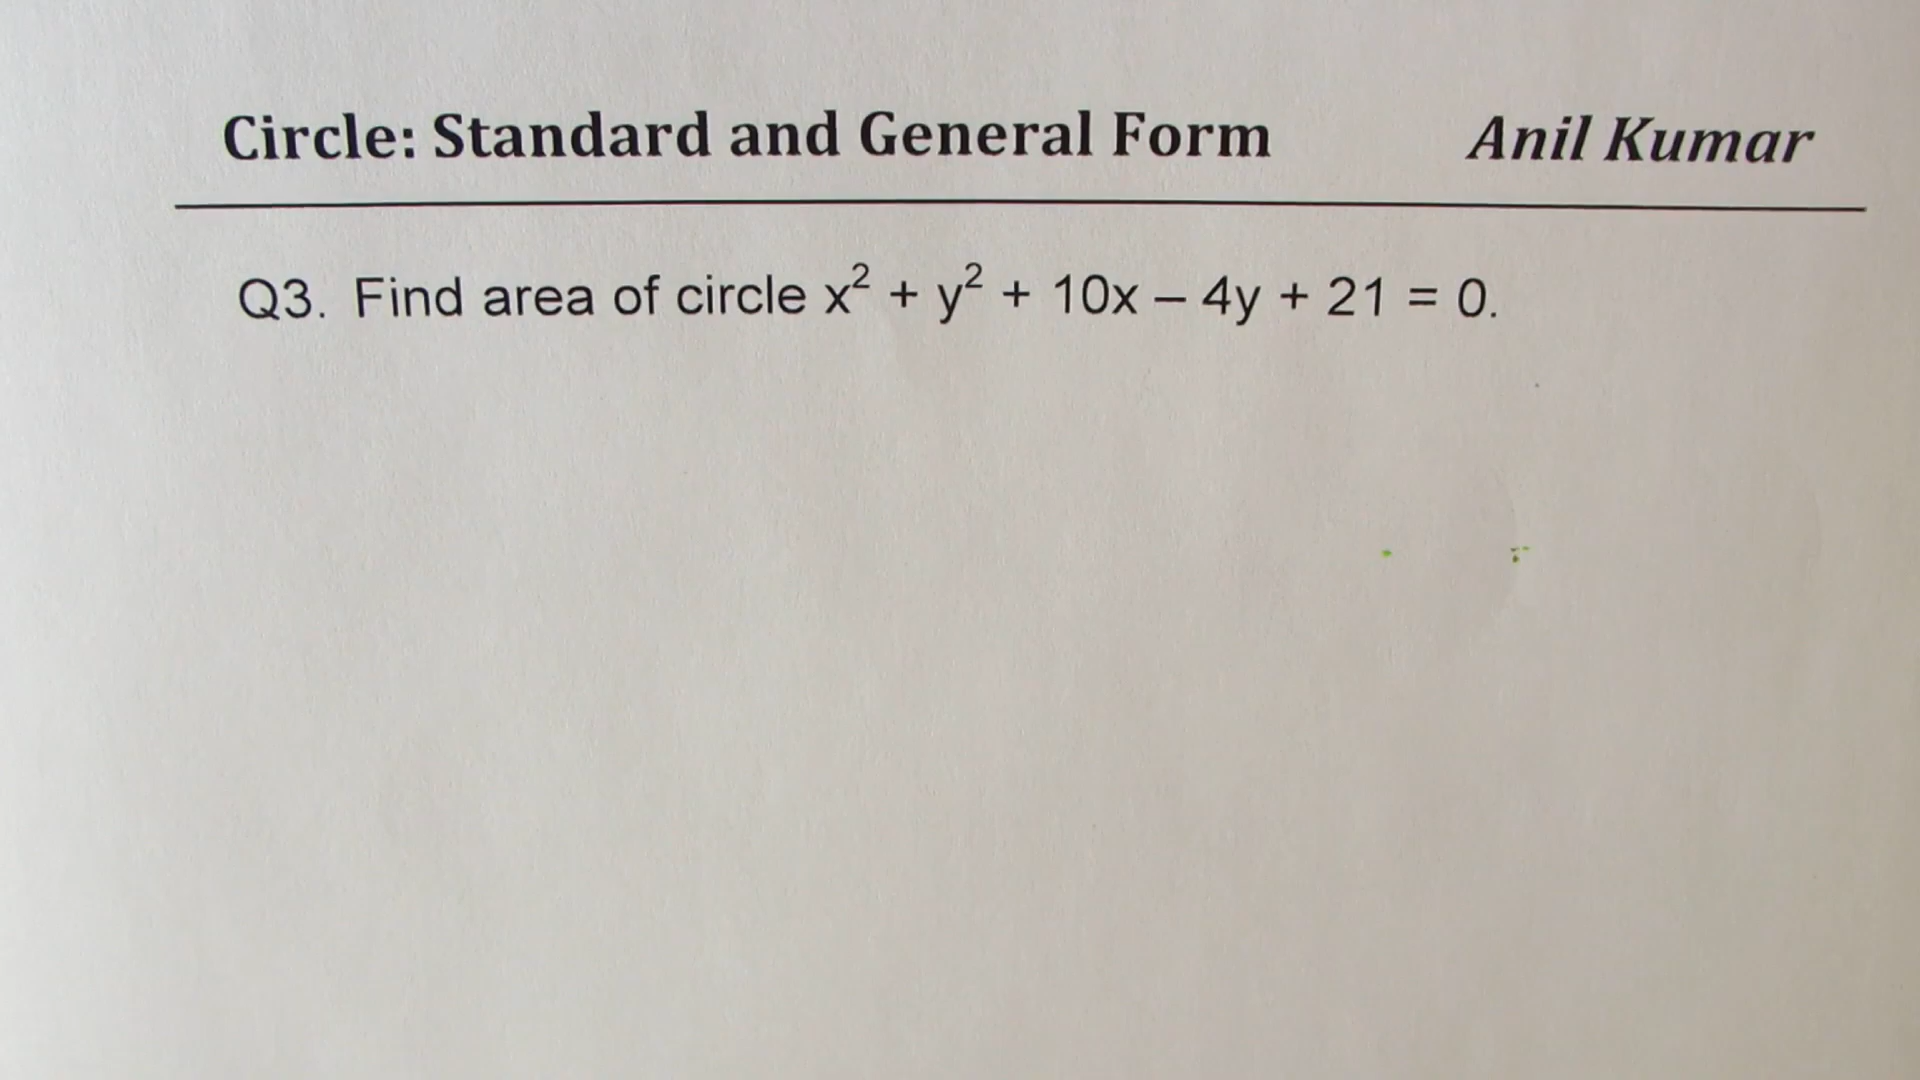 Circle: Standard and General Form Anil Kumar
Q3. Find area of circle x² + y² + 10x – 4y + 21 = 0.